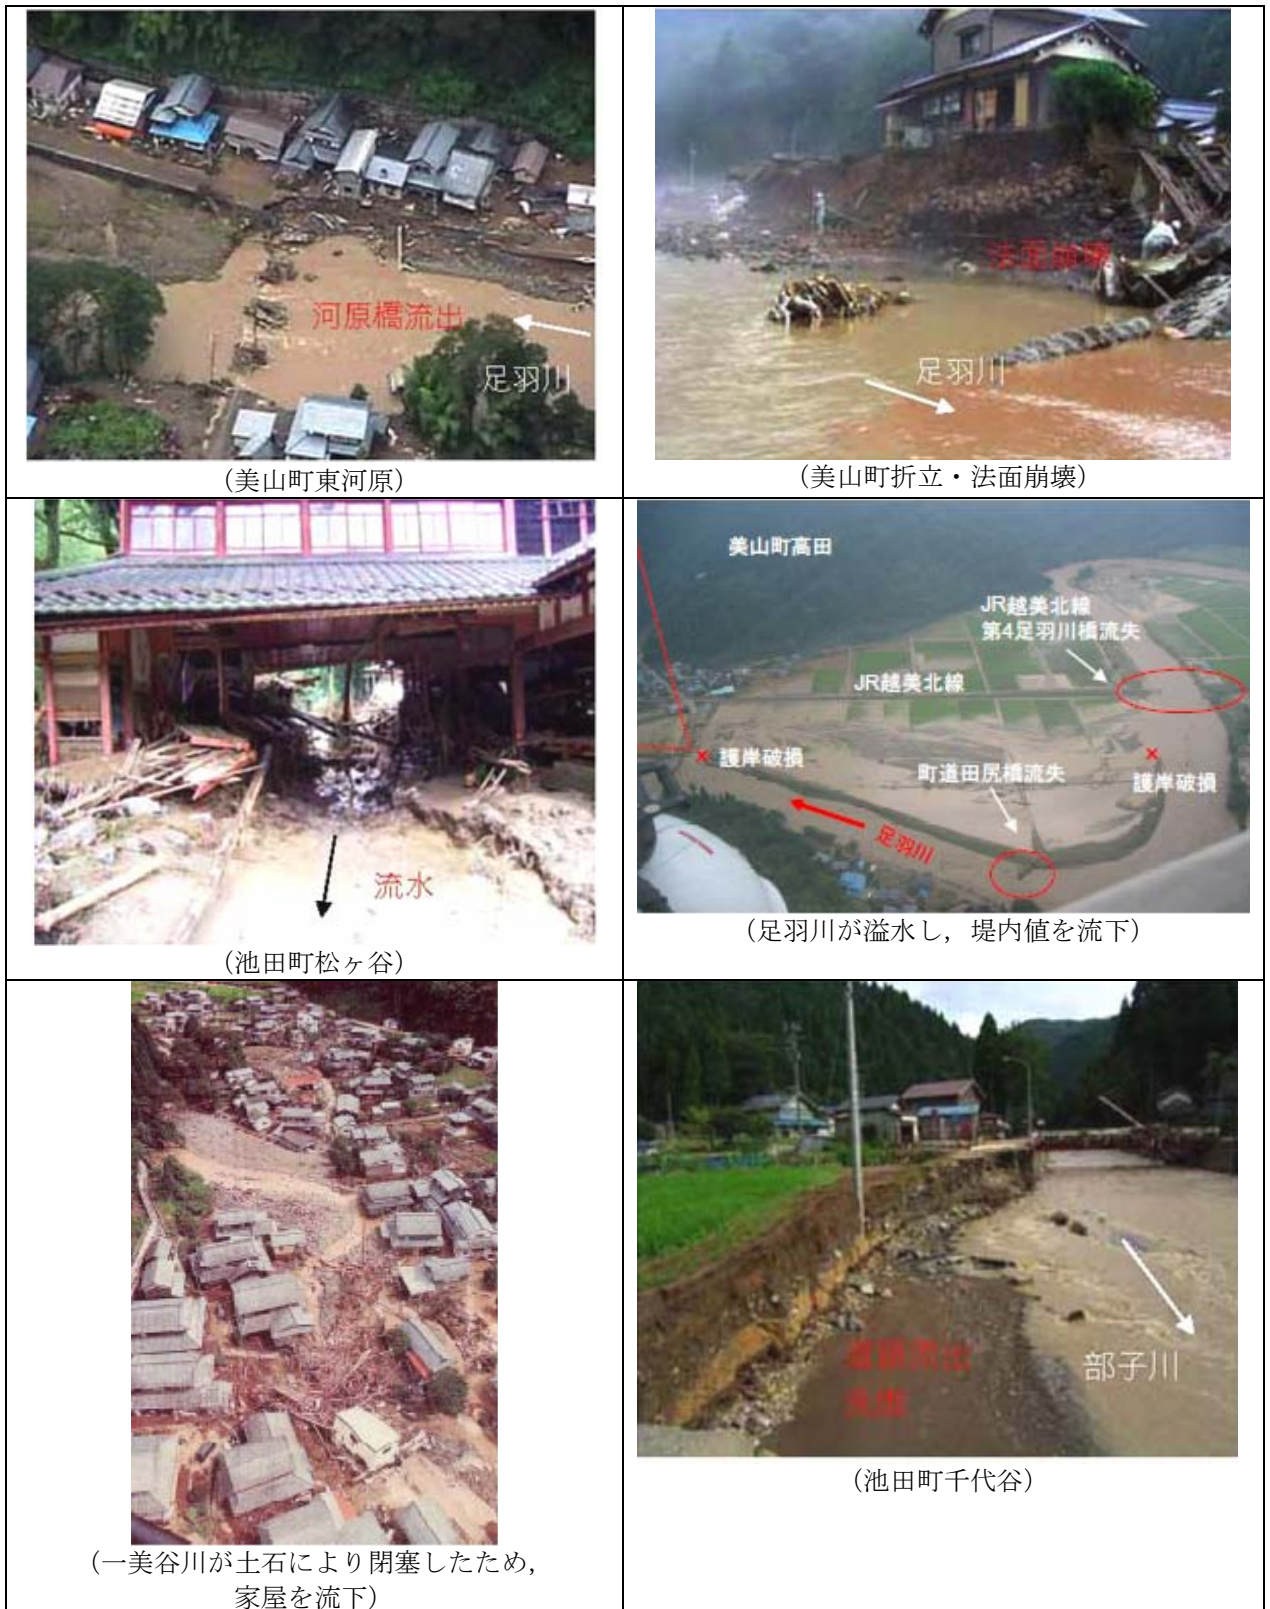 河原橋流出
足羽川
（美山町東河原）
法面崩壊
足羽川
（美山町折立・法面崩壊）
流水
（池田町松ヶ谷）
美山町高田
JR越美北線
第4足羽川橋流失
JR越美北線
護岸破損
町道田尻橋流失
護岸破損
足羽川
（足羽川が溢水し，堤内値を流下）
（一美谷川が土石により閉塞したため，
家屋を流下）
部子川
（池田町千代谷）